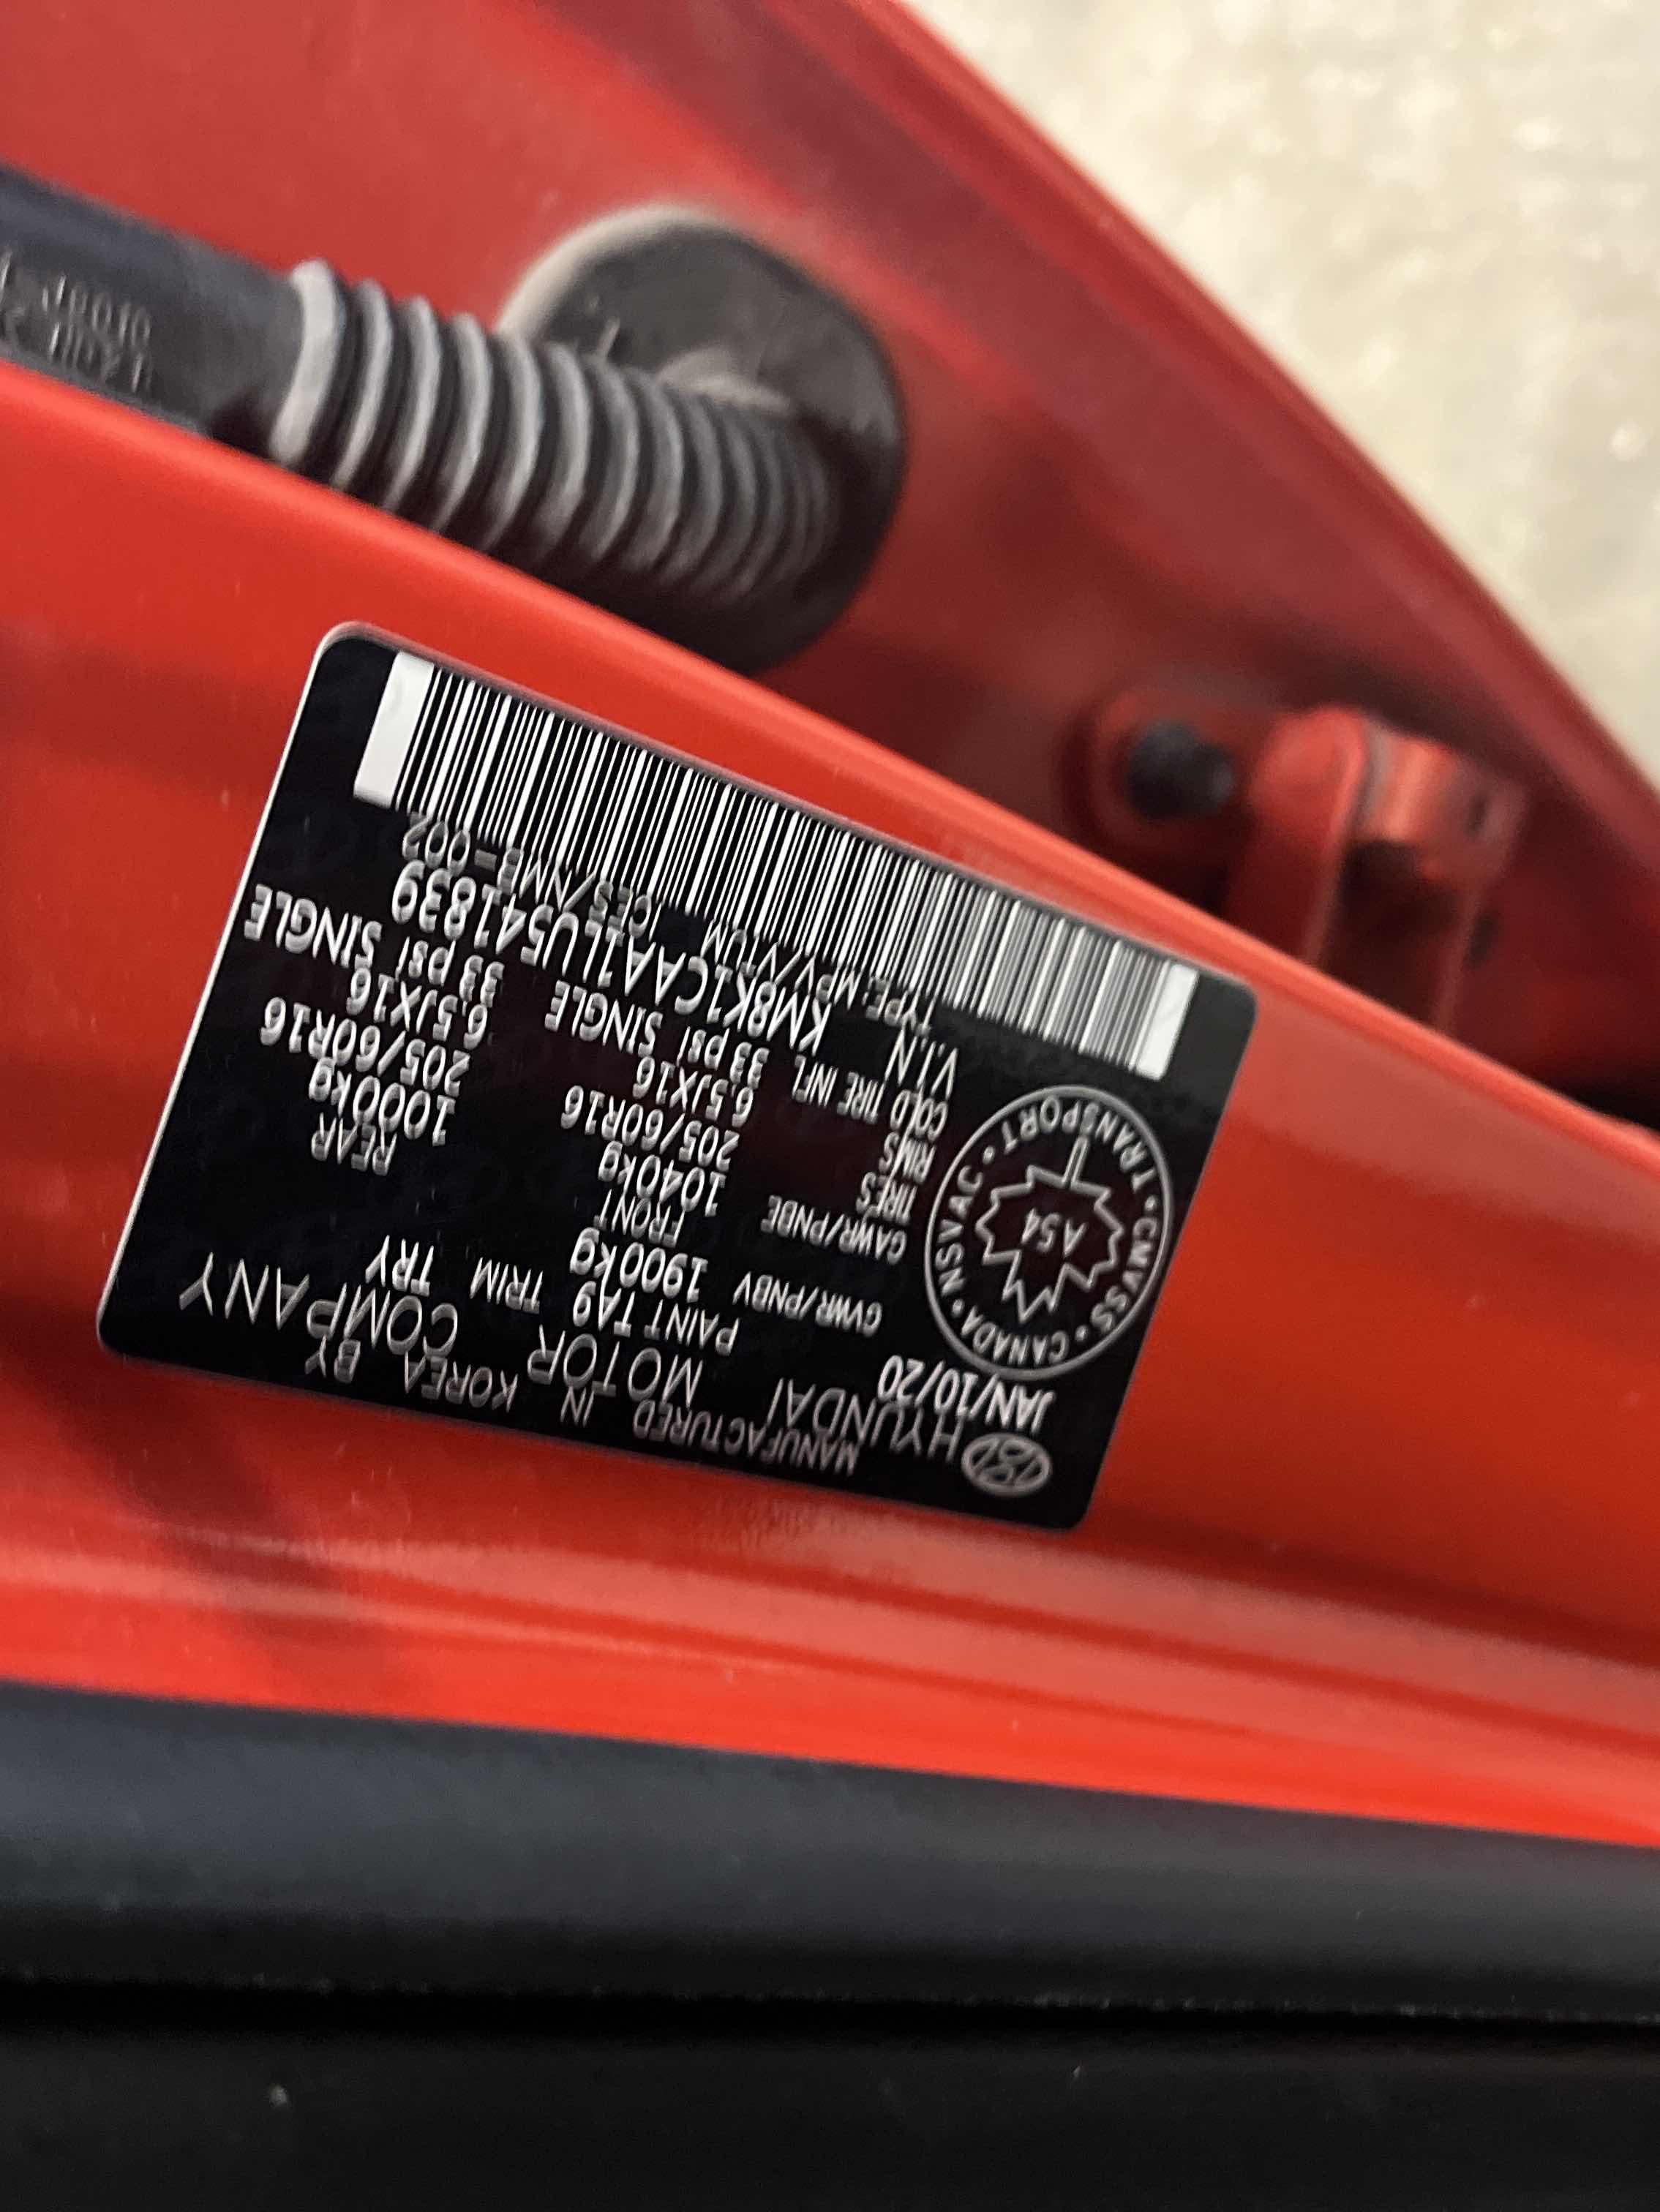 MANUFACTURED IN KOREA BY
HYUNDAI MOTOR COMPANY
JAN/10/20 PAINT TA9 TRIM TRY
GVWR/PNBV 1900kg
FRONT REAR
GAWR/PNBE 1040kg 1000kg
TIRES 205/60R16 205/60R16
RIMS 6.5JX16 6.5JX16
COLD TIRE INFL. 33 psi SINGLE 33 psi SINGLE
V.I.N KM8K1CAA1LU541839
TYPE:MPV/VTUM ICES/NMB-002
CANADA • NSVAC • TRANSPORT • CMVSS •
A54